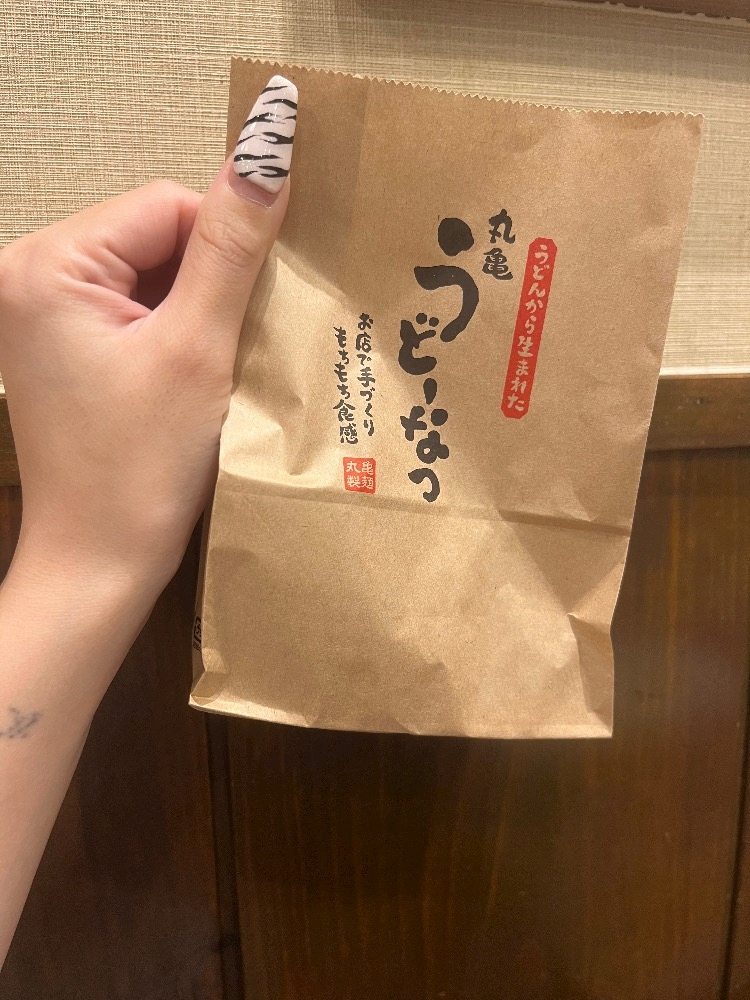 うどんから生まれた
丸亀
うどーなつ
お店で手づくり
もちもち食感
丸亀
製麺